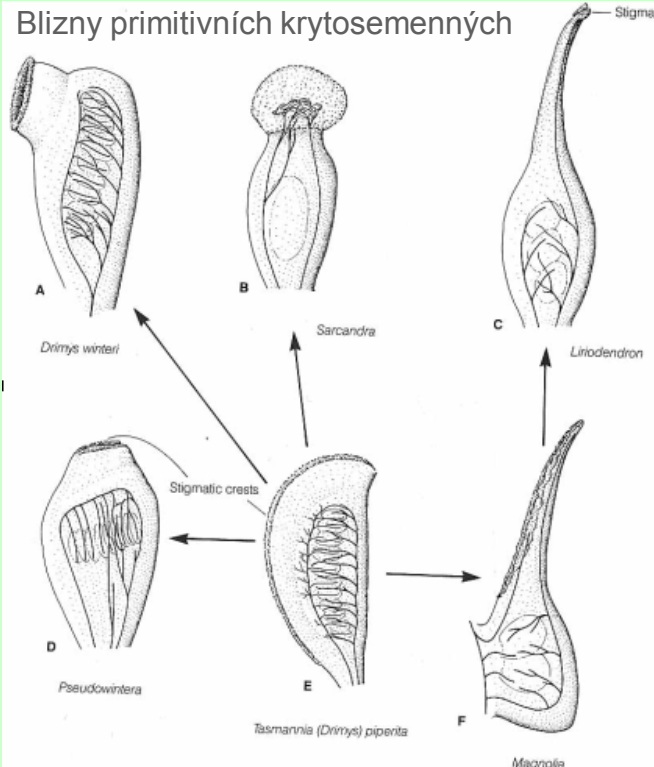 Blizny primitivních krytosemenných
Stigma
A
Drimys winteri
B
Sarcandra
C
Liriodendron
Stigmatic crests
D
Pseudowintera
E
Tasmannia (Drimys) piperita
F
Magnolia